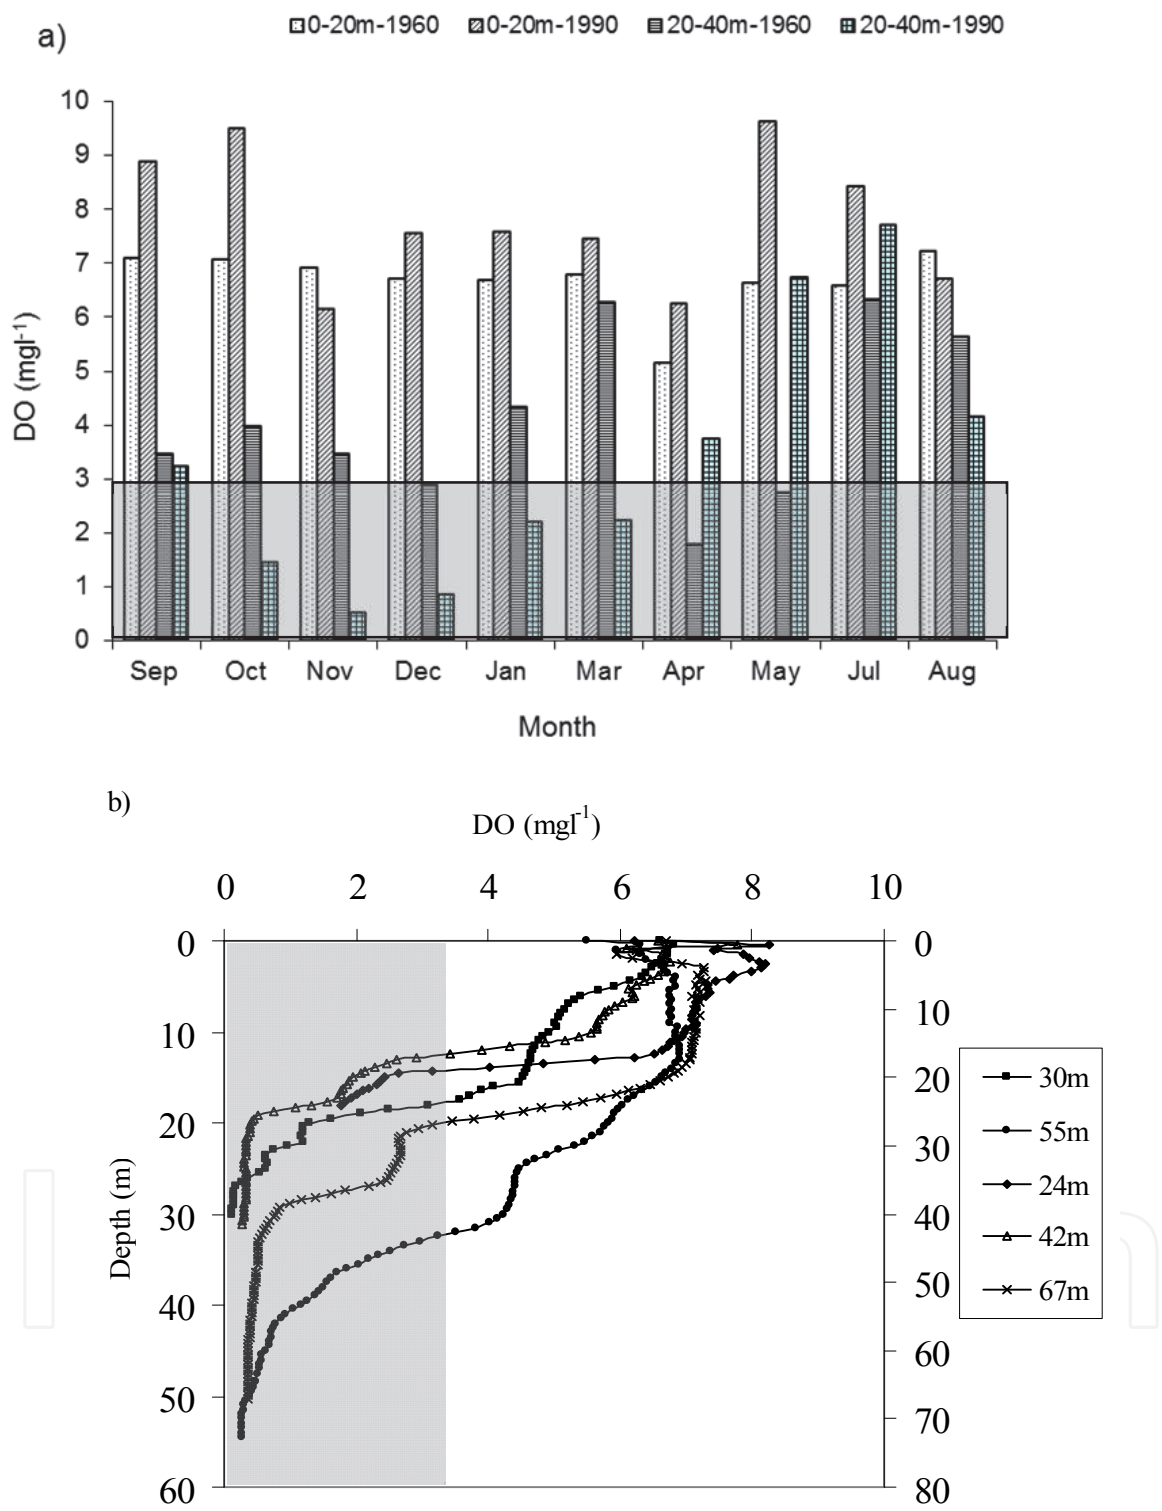 a)
0-20m-1960 0-20m-1990 20-40m-1960 20-40m-1990
10
9
8
7
6
5
4
3
2
1
0
DO (mgl-1)
Sep Oct Nov Dec Jan Mar Apr May Jul Aug
Month
b)
DO (mgl-1)
0 2 4 6 8 10
0 0
10 10
20 20
30 30
40 40
50 50
60 60
70
80
Depth (m)
30m
55m
24m
42m
67m